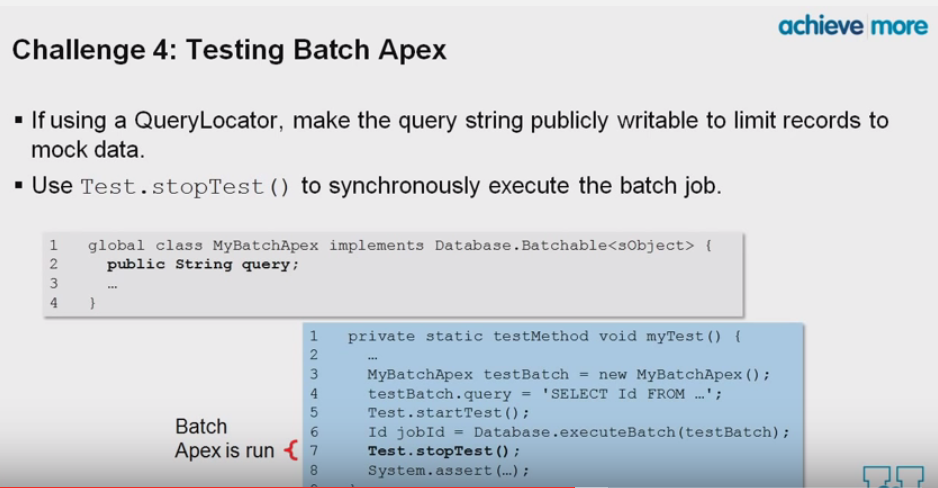 achieve more
Challenge 4: Testing Batch Apex
▪ If using a QueryLocator, make the query string publicly writable to limit records to
mock data.
▪ Use Test.stopTest() to synchronously execute the batch job.
1 global class MyBatchApex implements Database.Batchable<sObject> {
2 public String query;
3 …
4 }
1 private static testMethod void myTest() {
2 …
3 MyBatchApex testBatch = new MyBatchApex();
4 testBatch.query = 'SELECT Id FROM …';
5 Test.startTest();
6 Id jobId = Database.executeBatch(testBatch);
7 Test.stopTest();
8 System.assert(…);
Batch
Apex is run {